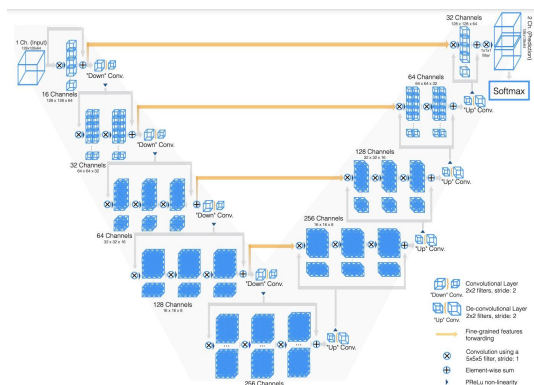 1 Ch. (Input)
128x128x64
"Down" Conv.
16 Channels
128 x 128 x 64
"Down" Conv.
32 Channels
64 x 64 x 32
"Down" Conv.
64 Channels
32 x 32 x 16
"Down" Conv.
128 Channels
16 x 16 x 8
256 Channels
"Up" Conv.
256 Channels
16 x 16 x 8
"Up" Conv.
128 Channels
32 x 32 x 16
"Up" Conv.
64 Channels
64 x 64 x 32
"Up" Conv.
32 Channels
128 x 128 x 64
1x1x1
filter
2 Ch. (Prediction)
Softmax
Convolutional Layer
2x2 filters, stride: 2
"Down" Conv.
De-convolutional Layer
2x2 filters, stride: 2
"Up" Conv.
Fine-grained features
forwarding
Convolution using a
5x5x5 filter, stride: 1
Element-wise sum
PReLu non-linearity